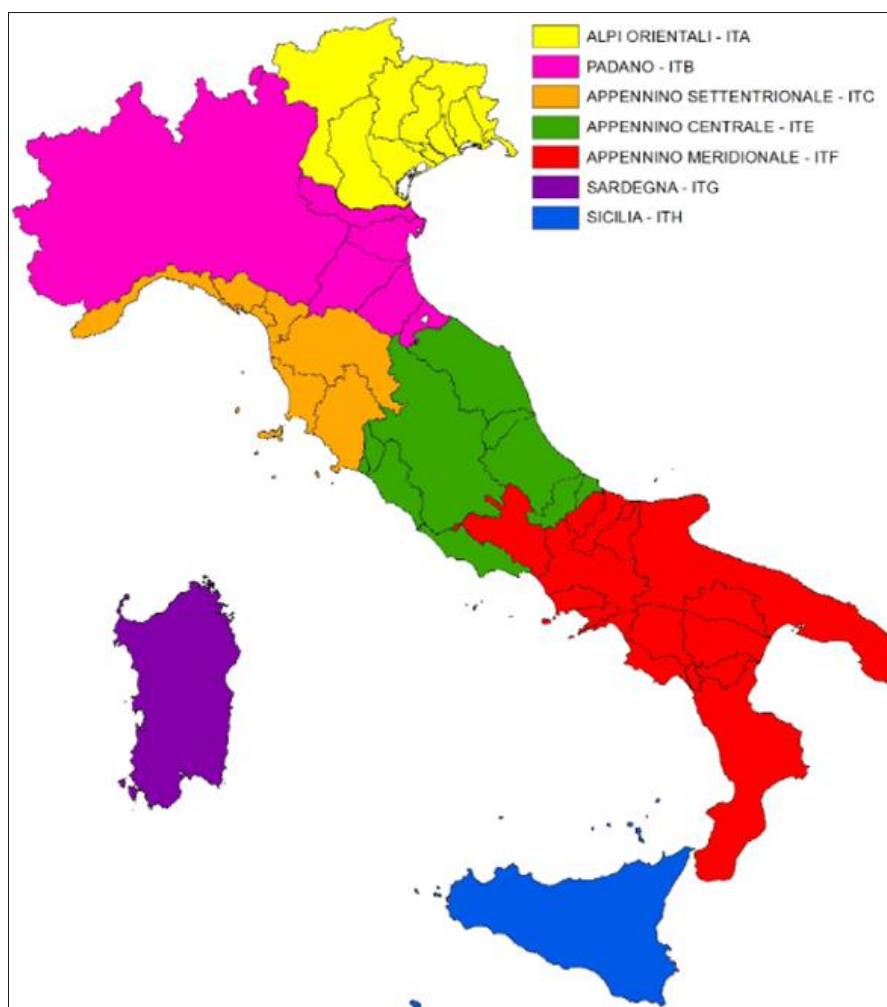 ALPI ORIENTALI - ITA
PADANO - ITB
APPENNINO SETTENTRIONALE - ITC
APPENNINO CENTRALE - ITE
APPENNINO MERIDIONALE - ITF
SARDEGNA - ITG
SICILIA - ITH